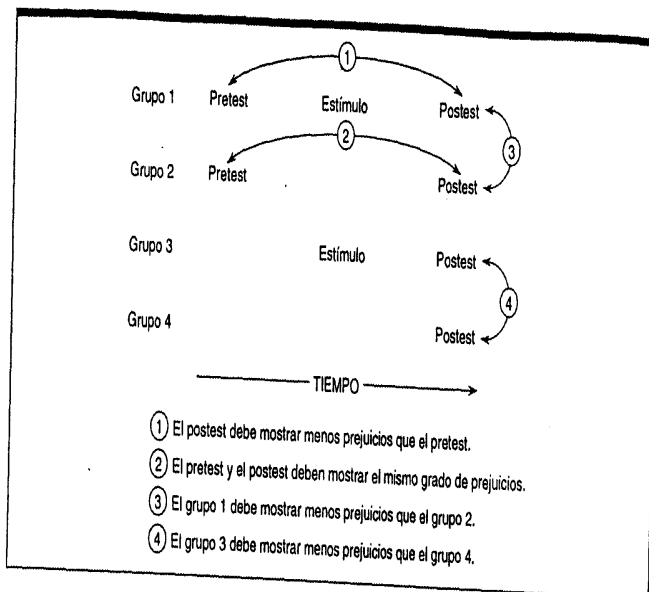 1
Grupo 1 Pretest Estímulo Postest
2
3
Grupo 2 Pretest Postest
Grupo 3 Estímulo Postest
4
Grupo 4 Postest
TIEMPO
1 El postest debe mostrar menos prejuicios que el pretest.
2 El pretest y el postest deben mostrar el mismo grado de prejuicios.
3 El grupo 1 debe mostrar menos prejuicios que el grupo 2.
4 El grupo 3 debe mostrar menos prejuicios que el grupo 4.